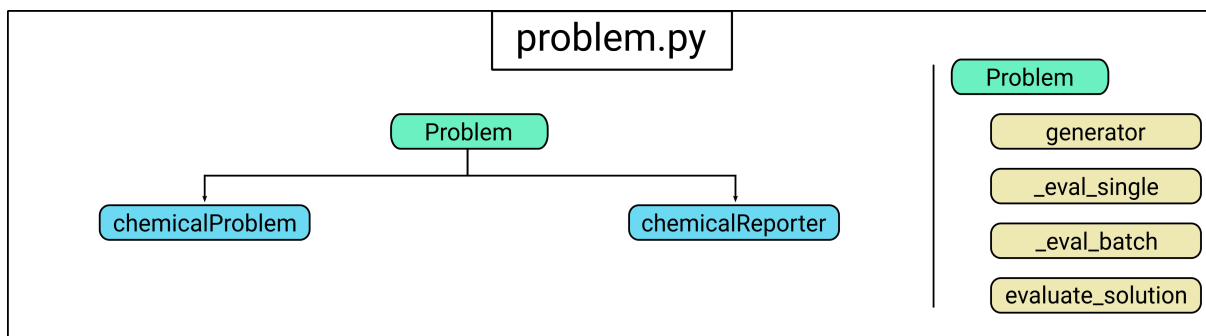 problem.py
Problem
chemicalProblem
chemicalReporter
Problem
generator
_eval_single
_eval_batch
evaluate_solution